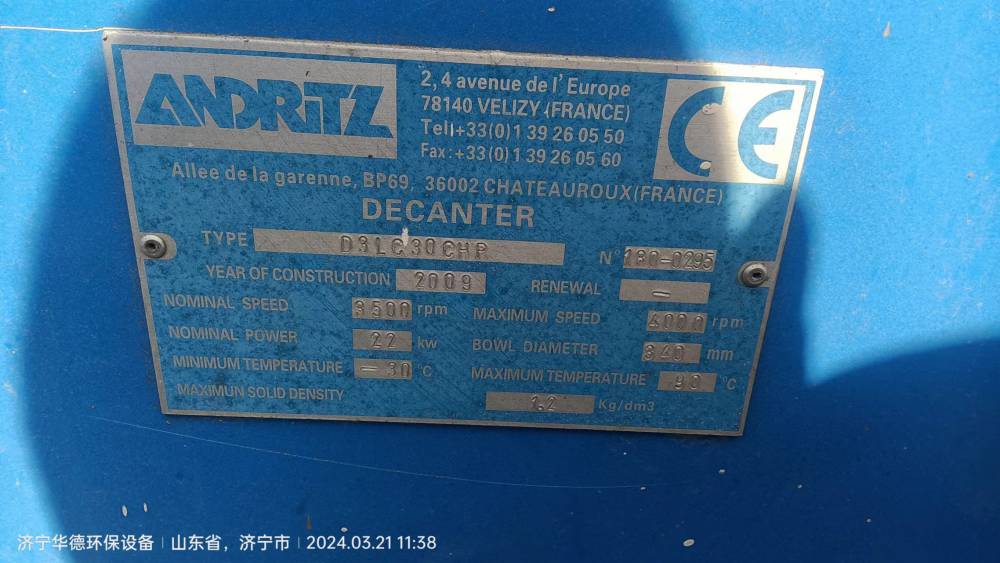 ANDRITZ
2, 4 avenue de l' Europe
78140 VELIZY (FRANCE)
Tel:+33(0)1 39 26 05 50
Fax:+33(0)1 39 26 05 60
CE
Allee de la garenne, BP69, 36002 CHATEAUROUX(FRANCE)
DECANTER
TYPE D3LC30CHP N° 180-0295
YEAR OF CONSTRUCTION 2009 RENEWAL -
NOMINAL SPEED 3500 rpm MAXIMUM SPEED 4000 rpm
NOMINAL POWER 22 kw BOWL DIAMETER 340 mm
MINIMUM TEMPERATURE -30 °C MAXIMUM TEMPERATURE 90 °C
MAXIMUN SOLID DENSITY 1.2 Kg/dm3
济宁华德环保设备 | 山东省，济宁市 | 2024.03.21 11:38